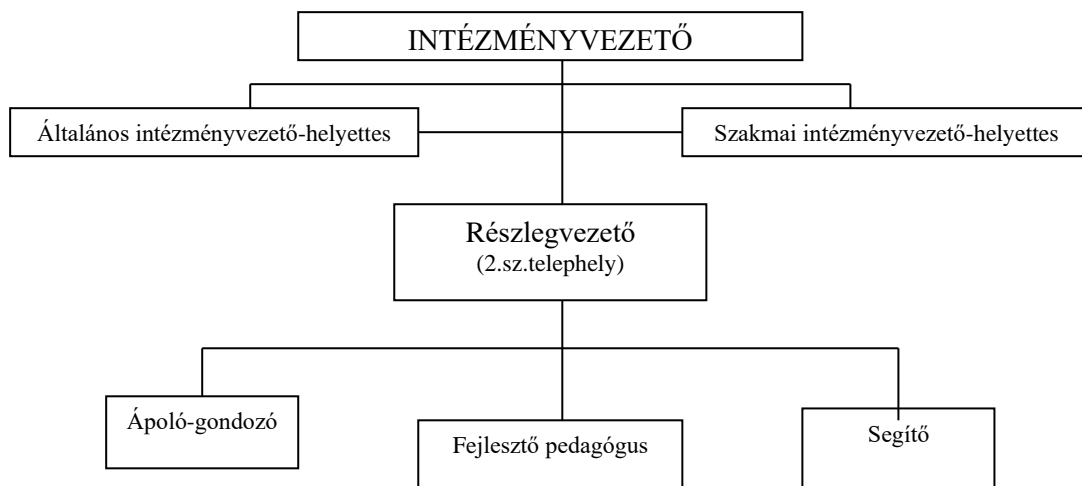 INTÉZMÉNYVEZETŐ
Általános intézményvezető-helyettes
Szakmai intézményvezető-helyettes
Részlegvezető
(2.sz.telephely)
Ápoló-gondozó
Fejlesztő pedagógus
Segítő